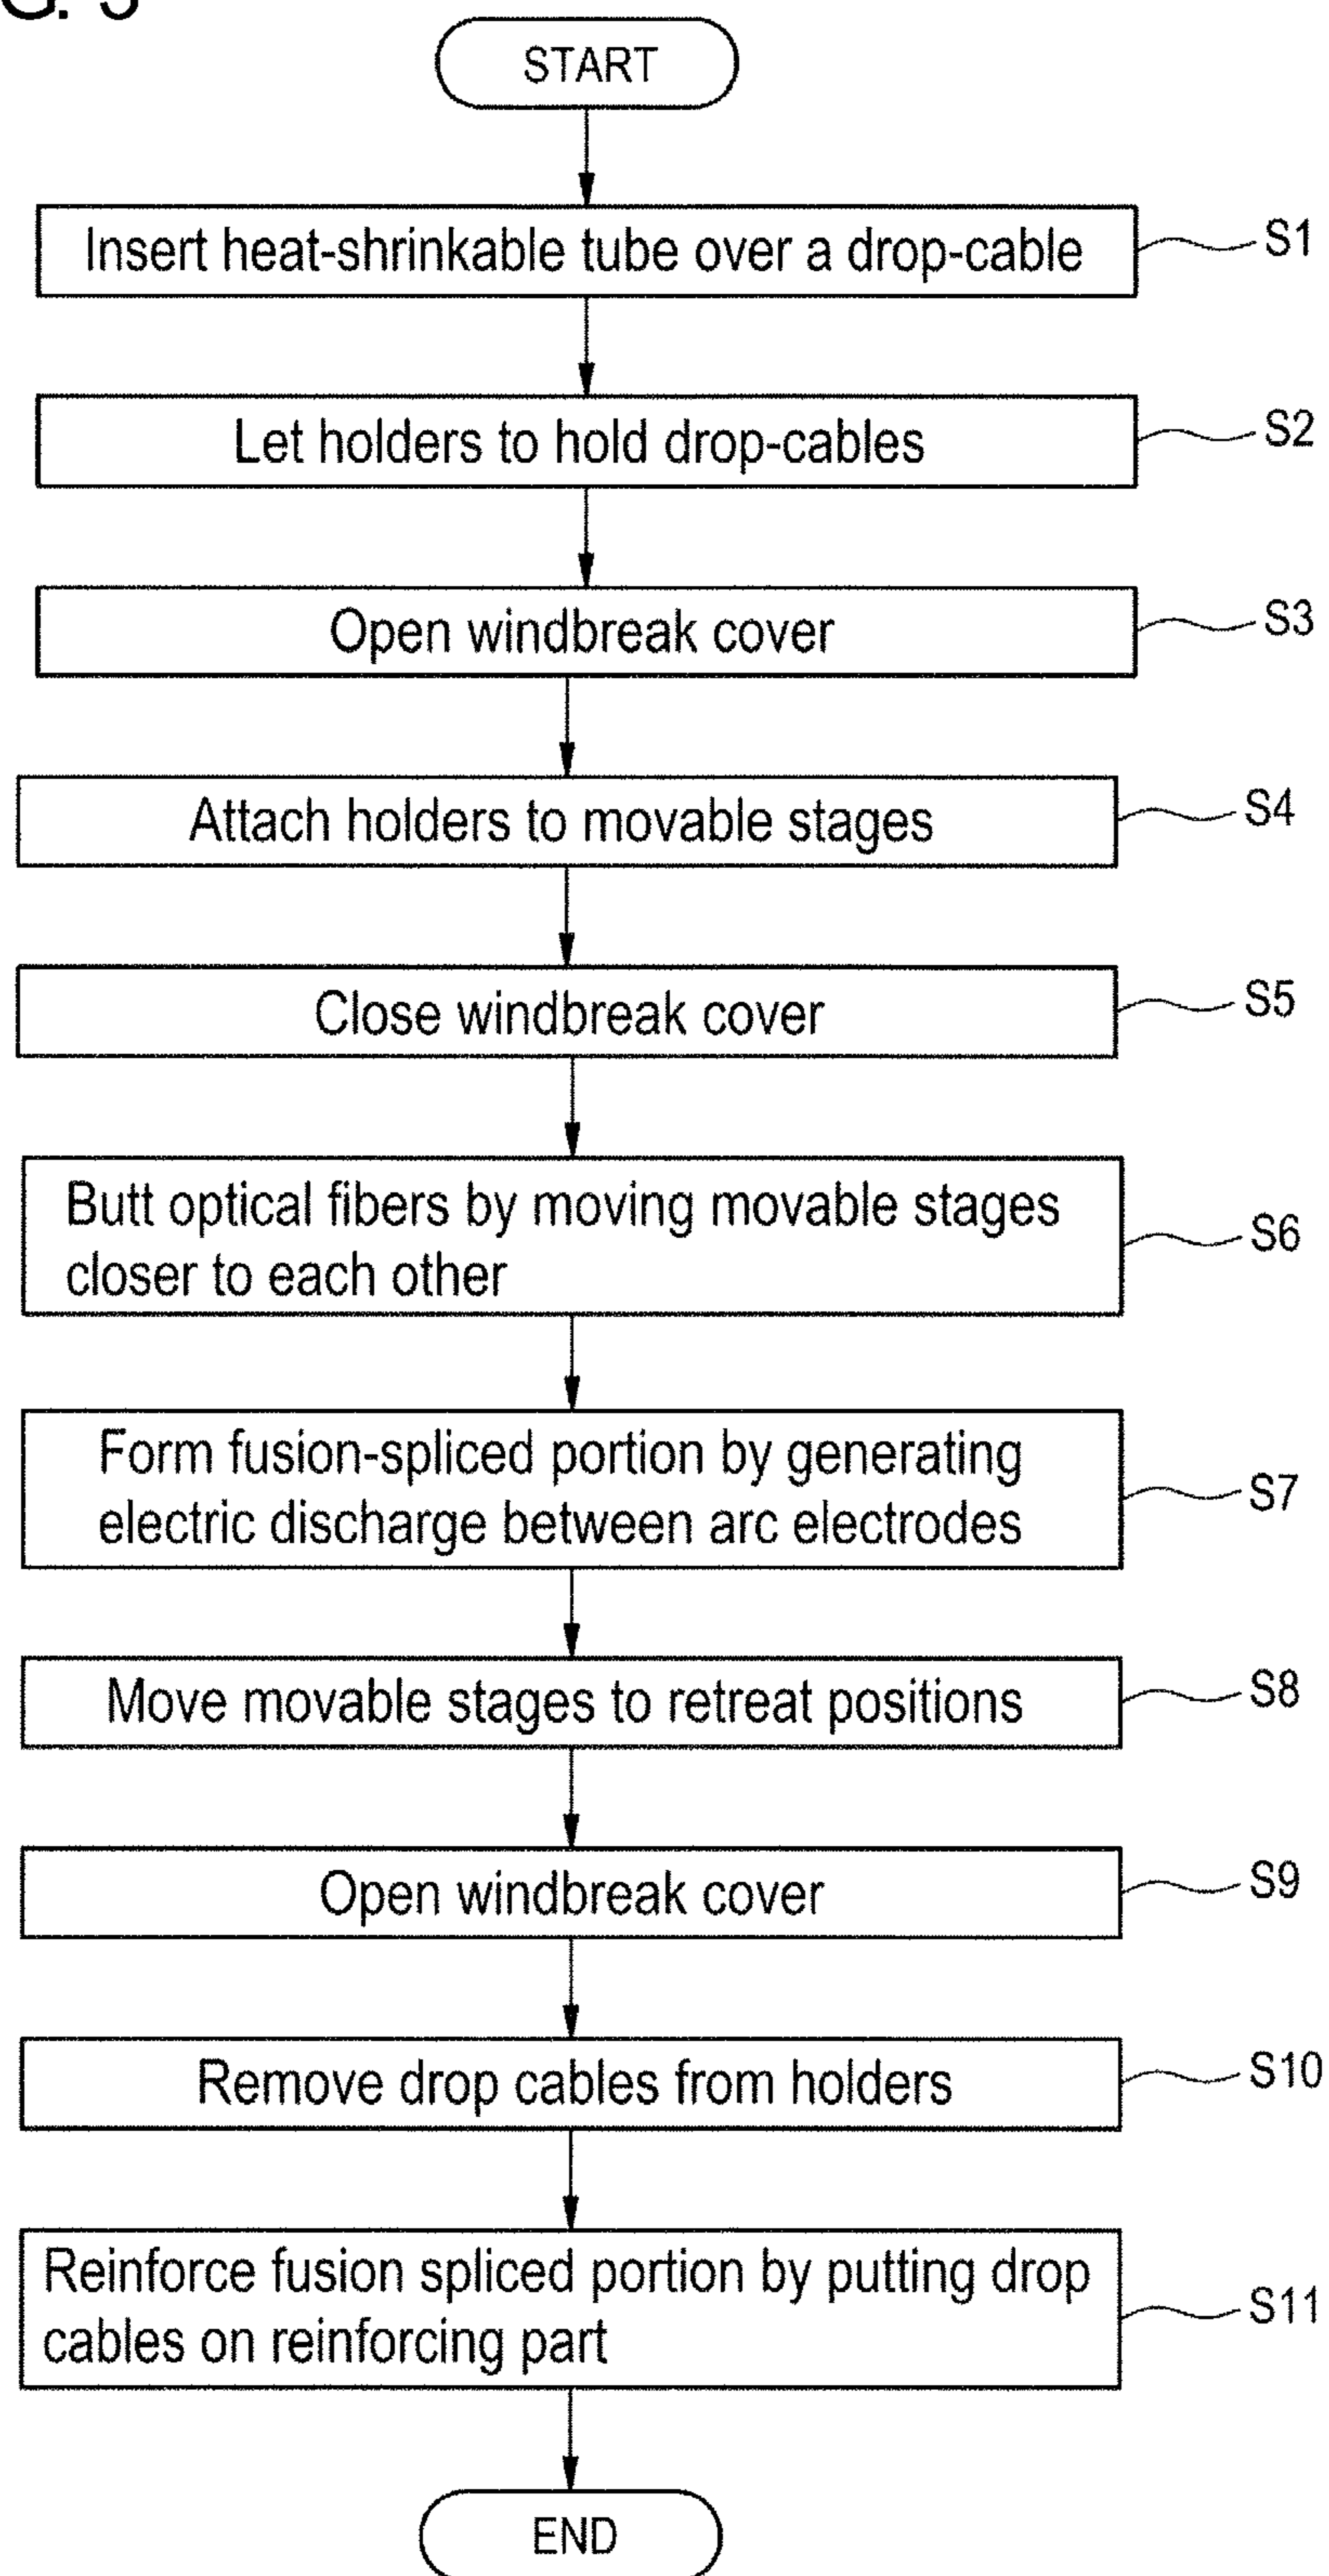 START
Insert heat-shrinkable tube over a drop-cable
S1
Let holders to hold drop-cables
S2
Open windbreak cover
S3
Attach holders to movable stages
S4
Close windbreak cover
S5
Butt optical fibers by moving movable stages
closer to each other
S6
Form fusion-spliced portion by generating
electric discharge between arc electrodes
S7
Move movable stages to retreat positions
S8
Open windbreak cover
S9
Remove drop cables from holders
S10
Reinforce fusion spliced portion by putting drop
cables on reinforcing part
S11
END